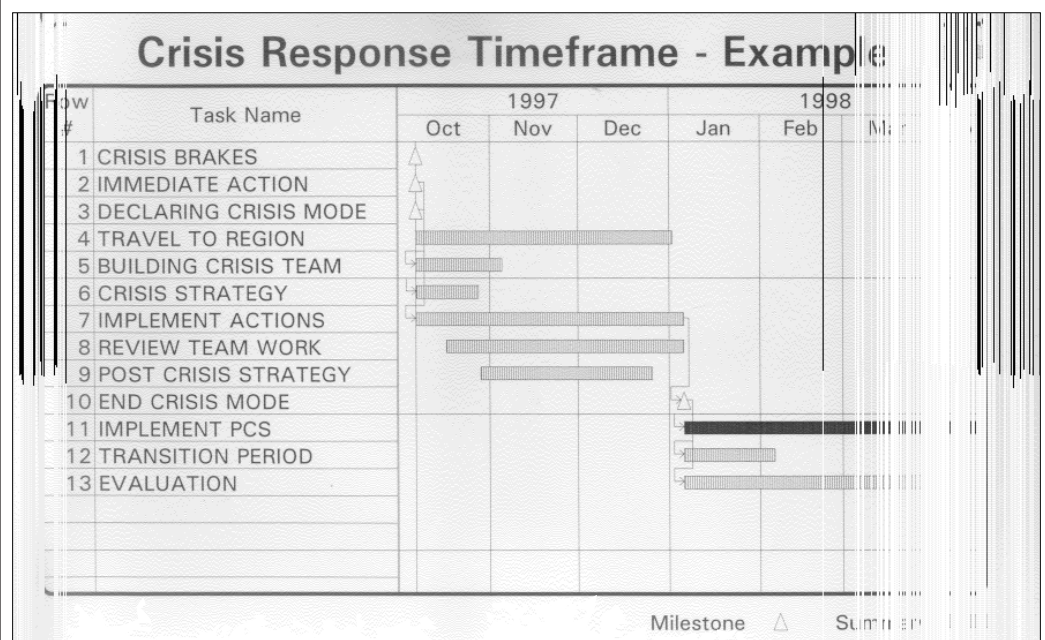 Crisis Response Timeframe - Example
Row # Task Name 1997 1998
Oct Nov Dec Jan Feb Mar
1 CRISIS BRAKES
2 IMMEDIATE ACTION
3 DECLARING CRISIS MODE
4 TRAVEL TO REGION
5 BUILDING CRISIS TEAM
6 CRISIS STRATEGY
7 IMPLEMENT ACTIONS
8 REVIEW TEAM WORK
9 POST CRISIS STRATEGY
10 END CRISIS MODE
11 IMPLEMENT PCS
12 TRANSITION PERIOD
13 EVALUATION
Milestone △ Summary